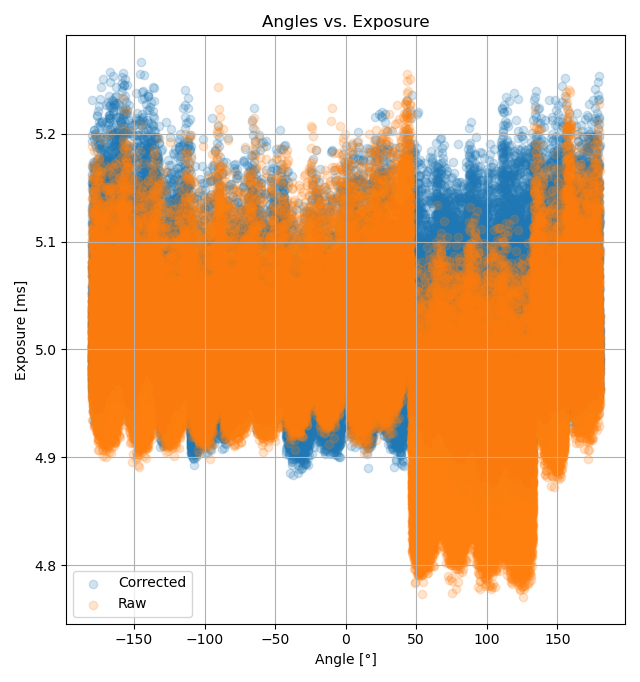 Angles vs. Exposure
Exposure [ms]
5.2
5.1
5.0
4.9
4.8
Corrected
Raw
−150 −100 −50 0 50 100 150
Angle [°]